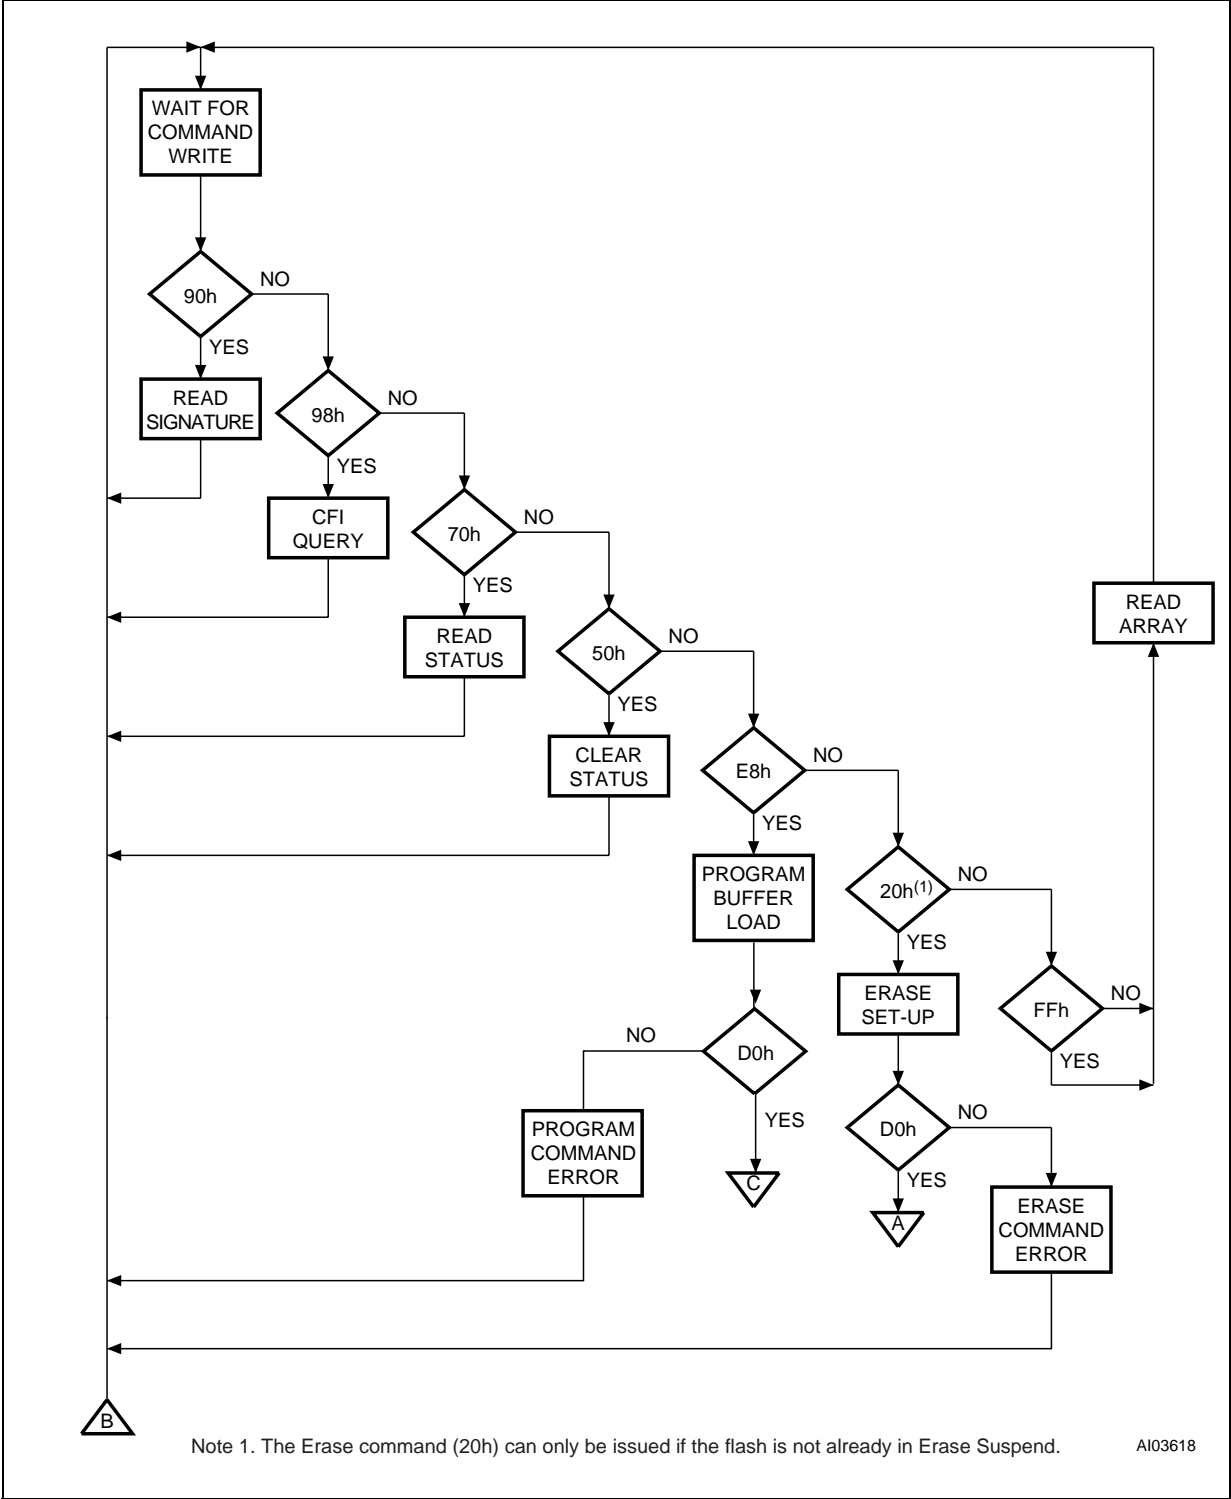 WAIT FOR
COMMAND
WRITE
90h
NO
YES
READ
SIGNATURE
98h
NO
YES
CFI
QUERY
70h
NO
YES
READ
STATUS
50h
NO
YES
CLEAR
STATUS
READ
ARRAY
E8h
NO
YES
PROGRAM
BUFFER
LOAD
20h(1)
NO
YES
ERASE
SET-UP
FFh
NO
YES
D0h
NO
YES
PROGRAM
COMMAND
ERROR
C
D0h
NO
YES
A
ERASE
COMMAND
ERROR
B
Note 1. The Erase command (20h) can only be issued if the flash is not already in Erase Suspend.
AI03618